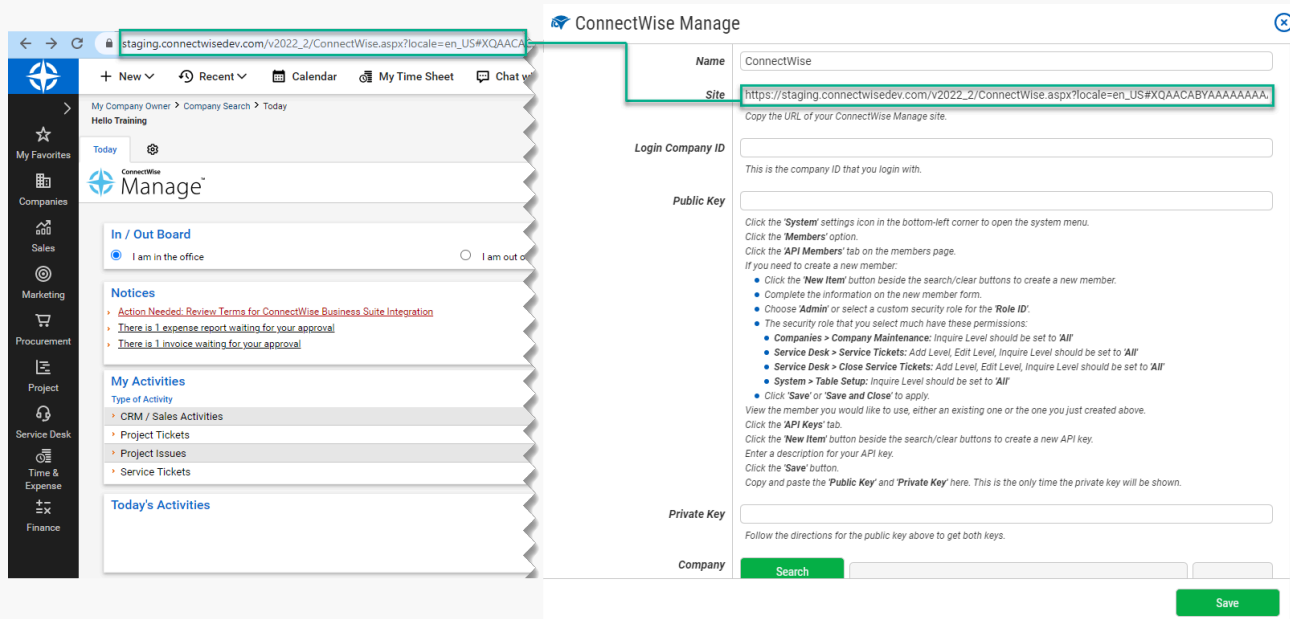 ConnectWise Manage
staging.connectwisedev.com/v2022_2/ConnectWise.aspx?locale=en_US#XQAACAB
+ New
Recent
Calendar
My Time Sheet
Chat
My Company Owner > Company Search > Today
Hello Training
Today
ConnectWise
Manage™
My Favorites
Companies
Sales
Marketing
Procurement
Project
Service Desk
Time &
Expense
Finance
In / Out Board
I am in the office
I am out
Notices
Action Needed: Review Terms for ConnectWise Business Suite Integration
There is 1 expense report waiting for your approval
There is 1 invoice waiting for your approval
My Activities
Type of Activity
CRM / Sales Activities
Project Tickets
Project Issues
Service Tickets
Today's Activities
Name
ConnectWise
Site
https://staging.connectwisedev.com/v2022_2/ConnectWise.aspx?locale=en_US#XQAACABYAAAAAAAA
Copy the URL of your ConnectWise Manage site.
Login Company ID
This is the company ID that you login with.
Public Key
Click the 'System' settings icon in the bottom-left corner to open the system menu.
Click the 'Members' option.
Click the 'API Members' tab on the members page.
If you need to create a new member:
Click the 'New Item' button beside the search/clear buttons to create a new member.
Complete the information on the new member form.
Choose 'Admin' or select a custom security role for the 'Role ID'.
The security role that you select much have these permissions:
Companies > Company Maintenance: Inquire Level should be set to 'All'
Service Desk > Service Tickets: Add Level, Edit Level, Inquire Level should be set to 'All'
Service Desk > Close Service Tickets: Add Level, Edit Level, Inquire Level should be set to 'All'
System > Table Setup: Inquire Level should be set to 'All'
Click 'Save' or 'Save and Close' to apply.
View the member you would like to use, either an existing one or the one you just created above.
Click the 'API Keys' tab.
Click the 'New Item' button beside the search/clear buttons to create a new API key.
Enter a description for your API key.
Click the 'Save' button.
Copy and paste the 'Public Key' and 'Private Key' here. This is the only time the private key will be shown.
Private Key
Follow the directions for the public key above to get both keys.
Company
Search
Save